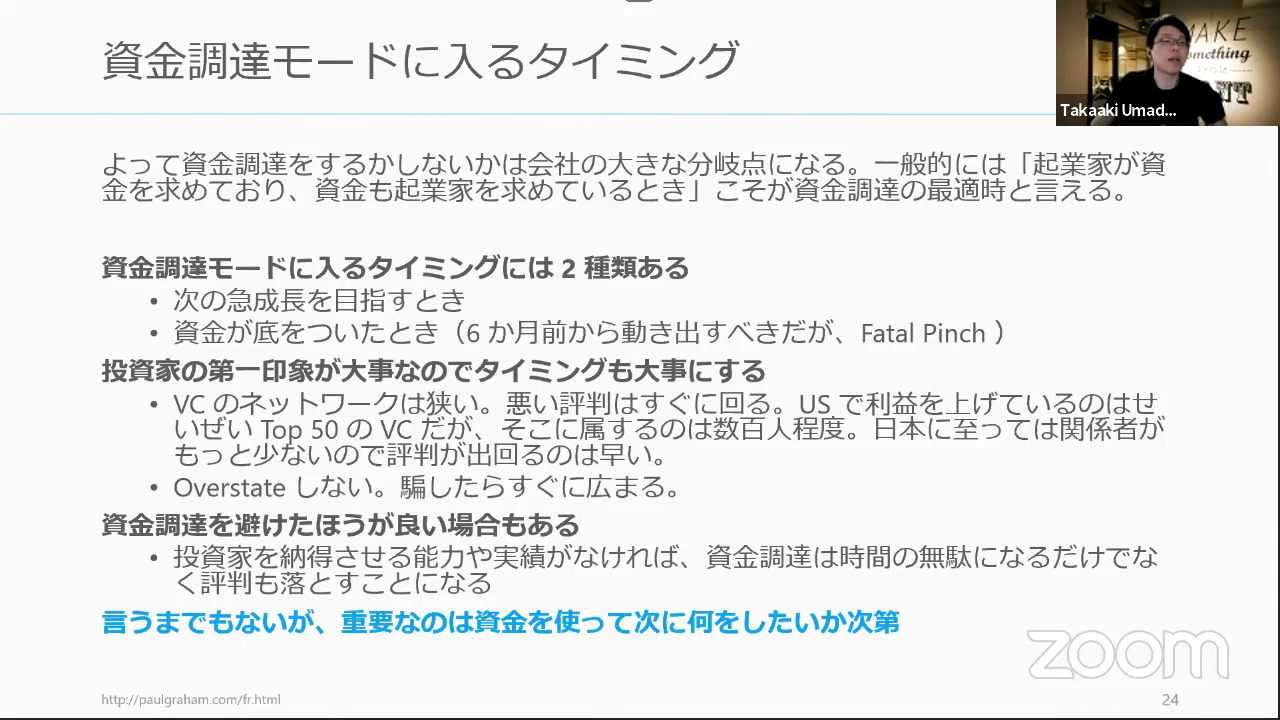 資金調達モードに入るタイミング
MAKE
something
People
Takaaki Umad...
よって資金調達をするかしないかは会社の大きな分岐点になる。一般的には「起業家が資
金を求めており、資金も起業家を求めているとき」こそが資金調達の最適時と言える。
資金調達モードに入るタイミングには 2 種類ある
• 次の急成長を目指すとき
• 資金が底をついたとき（6 か月前から動き出すべきだが、Fatal Pinch ）
投資家の第一印象が大事なのでタイミングも大事にする
• VC のネットワークは狭い。悪い評判はすぐに回る。US で利益を上げているのはせ
いぜい Top 50 の VC だが、そこに属するのは数百人程度。日本に至っては関係者が
もっと少ないので評判が出回るのは早い。
• Overstate しない。騙したらすぐに広まる。
資金調達を避けたほうが良い場合もある
• 投資家を納得させる能力や実績がなければ、資金調達は時間の無駄になるだけでな
く評判も落とすことになる
言うまでもないが、重要なのは資金を使って次に何をしたいか次第
zoom
http://paulgraham.com/fr.html
24